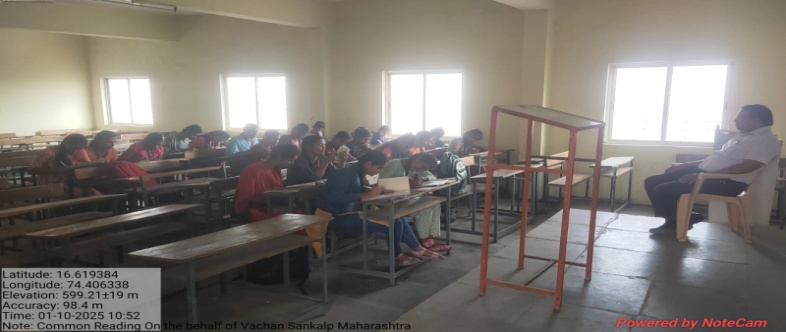 Latitude: 16.619384
Longitude: 74.406338
Elevation: 599.21±19 m
Accuracy: 98.4 m
Time: 01-10-2025 10:52
Note: Common Reading On the behalf of Vachan Sankalp Maharashtra
Powered by NoteCam